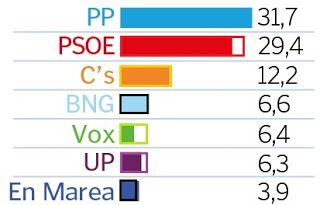 PP 31,7
PSOE 29,4
C's 12,2
BNG 6,6
Vox 6,4
UP 6,3
En Marea 3,9